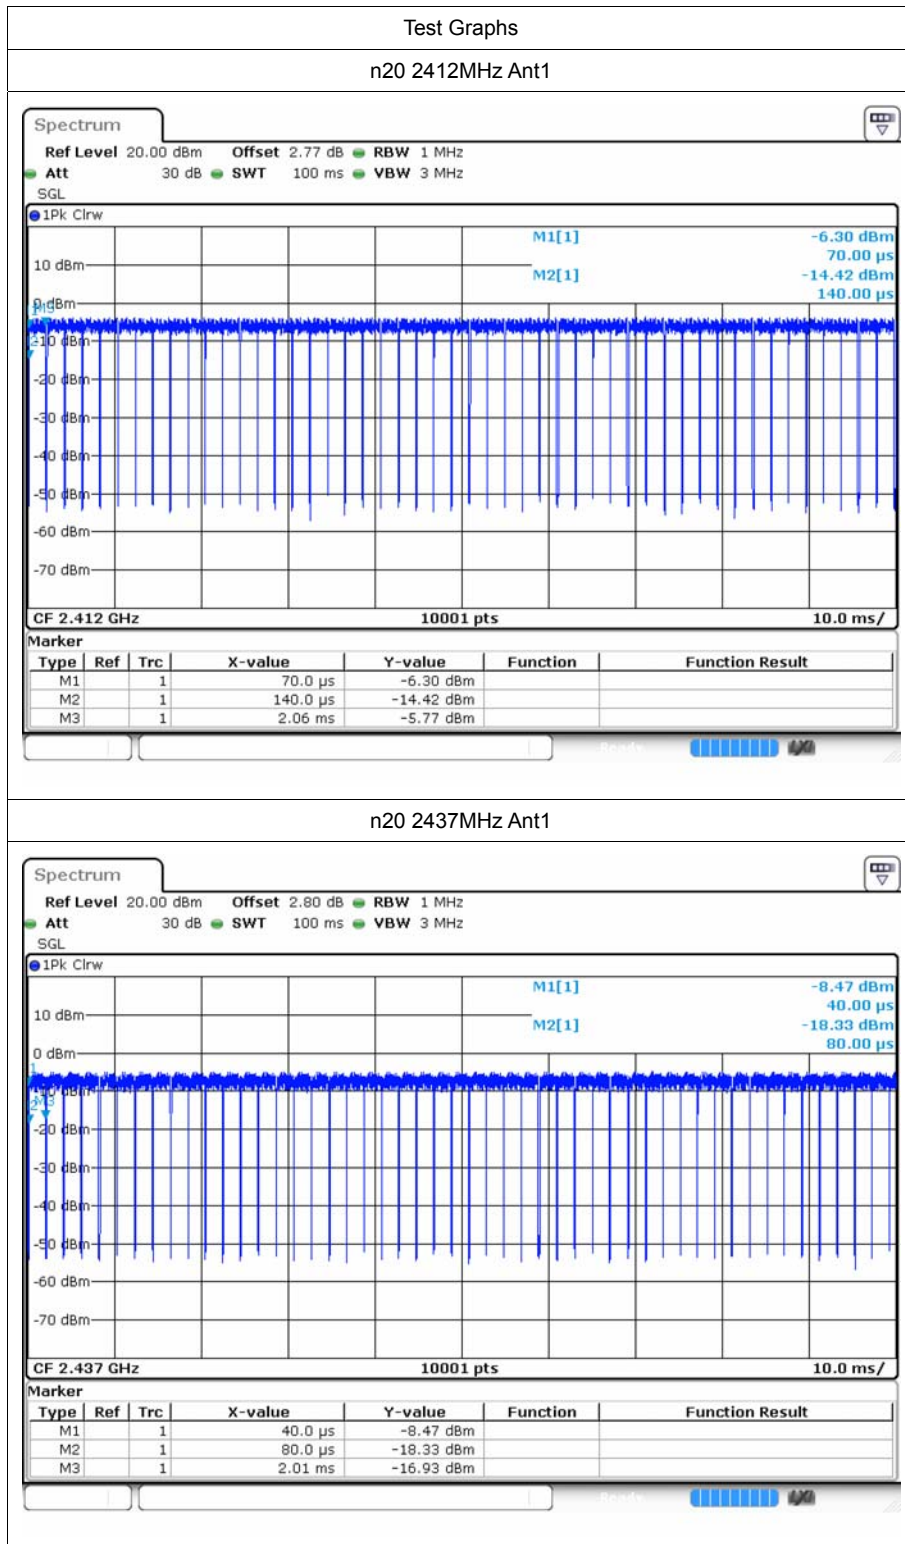 Test Graphs
n20 2412MHz Ant1
Spectrum
Ref Level 20.00 dBm Offset 2.77 dB RBW 1 MHz
Att 30 dB SWT 100 ms VBW 3 MHz
SGL
1Pk Clrw
M1[1] -6.30 dBm
70.00 µs
10 dBm
M2[1] -14.42 dBm
140.00 µs
0 dBm
-10 dBm
-20 dBm
-30 dBm
-40 dBm
-50 dBm
-60 dBm
-70 dBm
CF 2.412 GHz 10001 pts 10.0 ms/
Marker
Type Ref Trc X-value Y-value Function Function Result
M1 1 70.0 µs -6.30 dBm
M2 1 140.0 µs -14.42 dBm
M3 1 2.06 ms -5.77 dBm
Ready
n20 2437MHz Ant1
Spectrum
Ref Level 20.00 dBm Offset 2.80 dB RBW 1 MHz
Att 30 dB SWT 100 ms VBW 3 MHz
SGL
1Pk Clrw
M1[1] -8.47 dBm
40.00 µs
10 dBm
M2[1] -18.33 dBm
80.00 µs
0 dBm
-10 dBm
-20 dBm
-30 dBm
-40 dBm
-50 dBm
-60 dBm
-70 dBm
CF 2.437 GHz 10001 pts 10.0 ms/
Marker
Type Ref Trc X-value Y-value Function Function Result
M1 1 40.0 µs -8.47 dBm
M2 1 80.0 µs -18.33 dBm
M3 1 2.01 ms -16.93 dBm
Ready